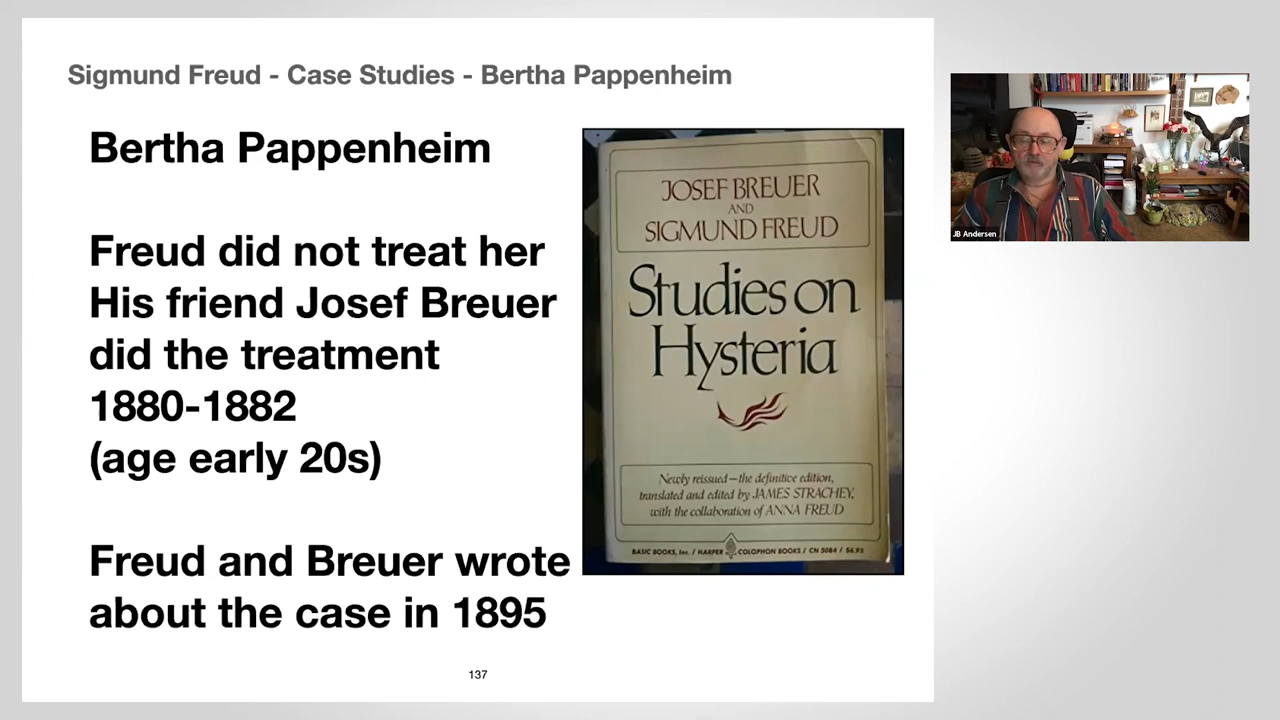 Sigmund Freud - Case Studies - Bertha Pappenheim
Bertha Pappenheim
Freud did not treat her
His friend Josef Breuer
did the treatment
1880-1882
(age early 20s)
Freud and Breuer wrote
about the case in 1895
JOSEF BREUER
AND
SIGMUND FREUD
Studies on
Hysteria
Newly reissued—the definitive edition,
translated and edited by JAMES STRACHEY,
with the collaboration of ANNA FREUD
BASIC BOOKS, Inc. / HARPER COLOPHON BOOKS / CN 5084 / $6.95
137
JB Andersen